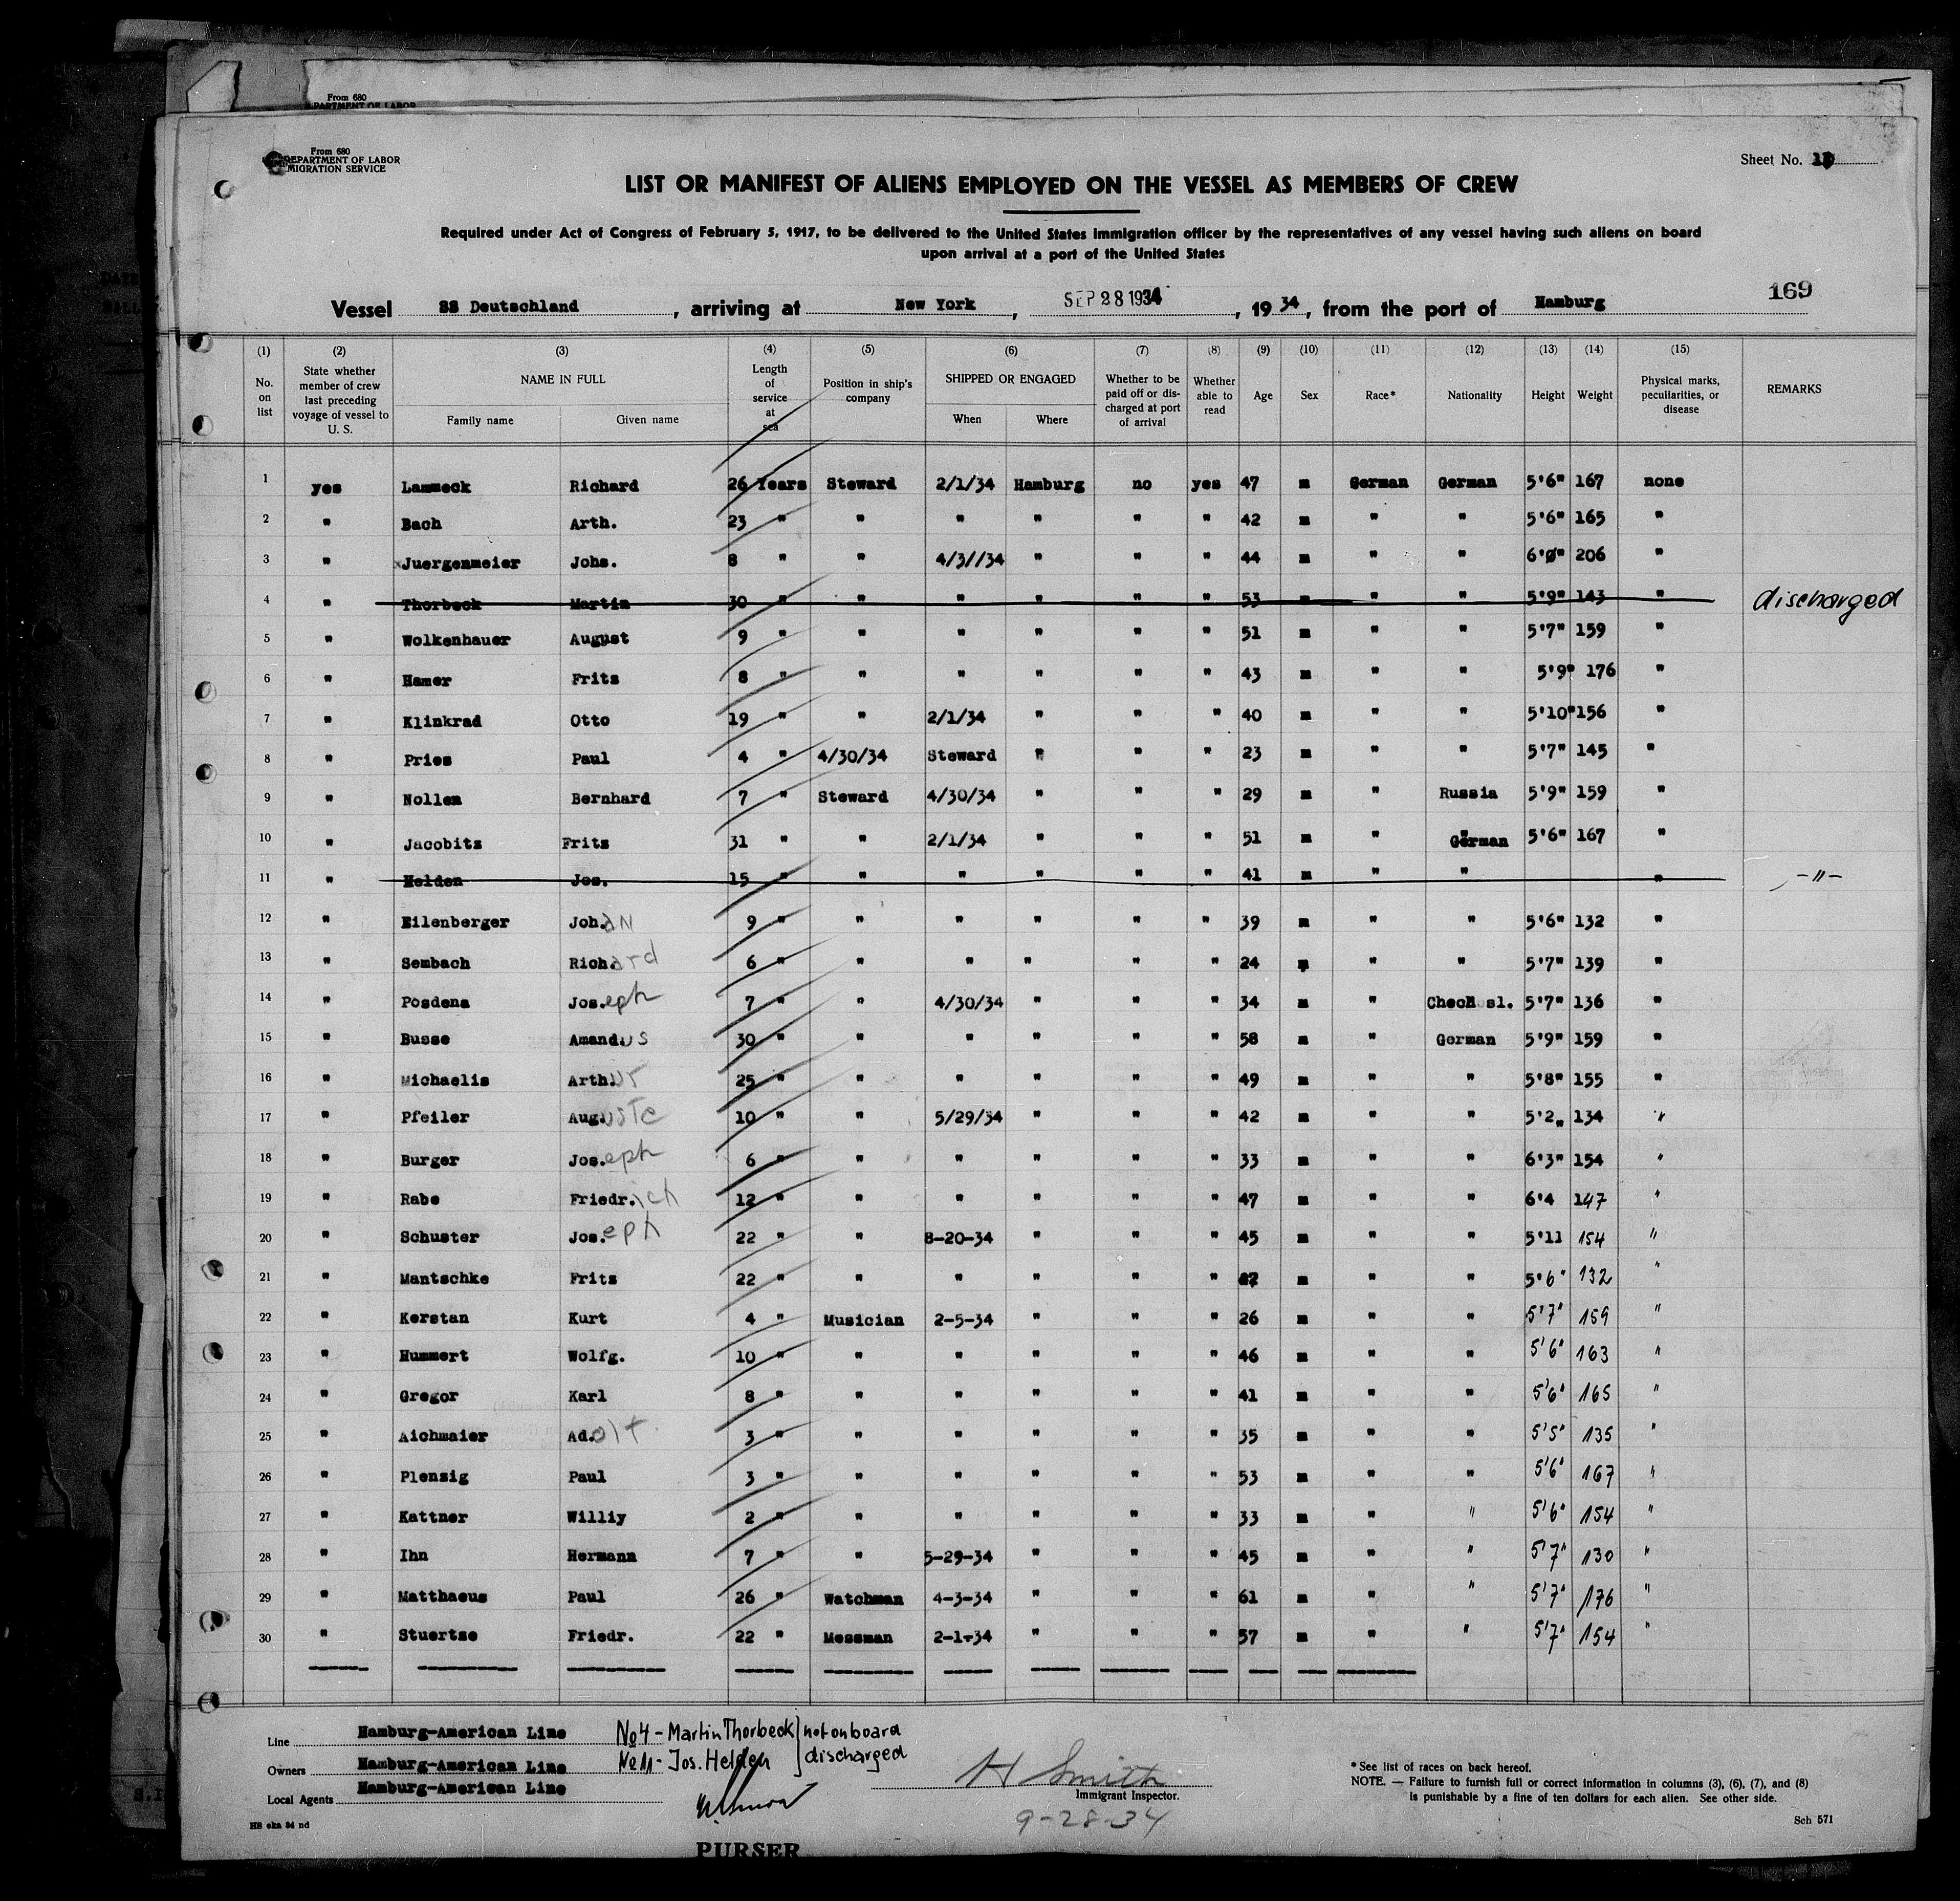 From 680
DEPARTMENT OF LABOR
From 680
DEPARTMENT OF LABOR
MIGRATION SERVICE
Sheet No.
LIST OR MANIFEST OF ALIENS EMPLOYED ON THE VESSEL AS MEMBERS OF CREW
Required under Act of Congress of February 5, 1917, to be delivered to the United States Immigration officer by the representatives of any vessel having such aliens on board
upon arrival at a port of the United States
169
Vessel SS Deutschland, arriving at New York, SEP 28 1934, 1934, from the port of Hamburg
(1) (2) (3) (4) (5) (6) (7) (8) (9) (10) (11) (12) (13) (14) (15)
No. on list State whether member of crew last preceding voyage of vessel to U. S. NAME IN FULL Family name Given name Length of service at sea Position in ship's company SHIPPED OR ENGAGED When Where Whether to be paid off or discharged at port of arrival Whether able to read Age Sex Race* Nationality Height Weight Physical marks, peculiarities, or disease REMARKS
1 yes Lammeck Richard 26 Years Steward 2/1/34 Hamburg no yes 47 m German German 5'6" 167 none
2 " Bach Arth. 23 " " " " " " 42 m " " 5'6" 165 "
3 " Juergenmeier Johs. 8 " " 4/3//34 " " " 44 m " " 6'0" 206 "
4 " Thorbeck Martin 30 " " " " " " 53 m " " 5'9" 143 " discharged
5 " Wolkenhauer August 9 " " " " " " 51 m " " 5'7" 159 "
6 " Hamer Fritz 8 " " " " " " 43 m " " 5'9" 176 "
7 " Klinkrad Otto 19 " " 2/1/34 " " " 40 m " " 5'10" 156 "
8 " Pries Paul 4 " 4/30/34 Steward " " " 23 m " " 5'7" 145 "
9 " Nollen Bernhard 7 " Steward 4/30/34 " " " 29 m " Russia 5'9" 159 "
10 " Jacobitz Fritz 31 " " 2/1/34 " " " 51 m " German 5'6" 167 "
11 " Helden Jos. 15 " " " " " " 41 m " " " -"-
12 " Eilenberger Johan 9 " " " " " " 39 m " " 5'6" 132 "
13 " Sembach Richard 6 " " " " " " 24 m " " 5'7" 139 "
14 " Posdena Jos.eph 7 " " 4/30/34 " " " 34 m " Chechosl. 5'7" 136 "
15 " Busse Amandus 30 " " " " " " 58 m " German 5'9" 159 "
16 " Michaelis Arthur 25 " " " " " " 49 m " " 5'8" 155 "
17 " Pfeiler Auguste 10 " " 5/29/34 " " " 42 m " " 5'2" 134 "
18 " Burger Jos.eph 6 " " " " " " 33 m " " 6'3" 154 "
19 " Rabe Friedr.ich 12 " " " " " " 47 m " " 6'4 147 "
20 " Schuster Jos.eph 22 " " 8-20-34 " " " 45 m " " 5'11 154 "
21 " Mantschke Fritz 22 " " " " " " m " " 5'6" 132 "
22 " Kerstan Kurt 4 " Musician 2-5-34 " " " 26 m " " 5'7" 159 "
23 " Hummert Wolfg. 10 " " " " " " 46 m " " 5'6" 163 "
24 " Gregor Karl 8 " " " " " " 41 m " " 5'6" 165 "
25 " Aichmaier Ad.olf 3 " " " " " " 35 m " " 5'5" 135 "
26 " Plensig Paul 3 " " " " " " 53 m " " 5'6" 167 "
27 " Kattner Williy 2 " " " " " " 33 m " " 5'6" 154 "
28 " Ihn Hermann 7 " " 5-29-34 " " " 45 m " " 5'7" 130 "
29 " Matthaeus Paul 26 " Watchman 4-3-34 " " " 61 m " " 5'7" 176 "
30 " Stuertze Friedr. 22 " Messman 2-1-34 " " " 57 m " " 5'7" 154 "
Line Hamburg-American Line
Owners Hamburg-American Line
Local Agents Hamburg-American Line
No 4 - Martin Thorbeck } not on board
No 11 - Jos. Helden } discharged
PURSER
H Smith
Immigrant Inspector.
9-28-34
* See list of races on back hereof.
NOTE. — Failure to furnish full or correct information in columns (3), (6), (7), and (8)
is punishable by a fine of ten dollars for each alien. See other side.
HB eka 34 nd
Sch 571